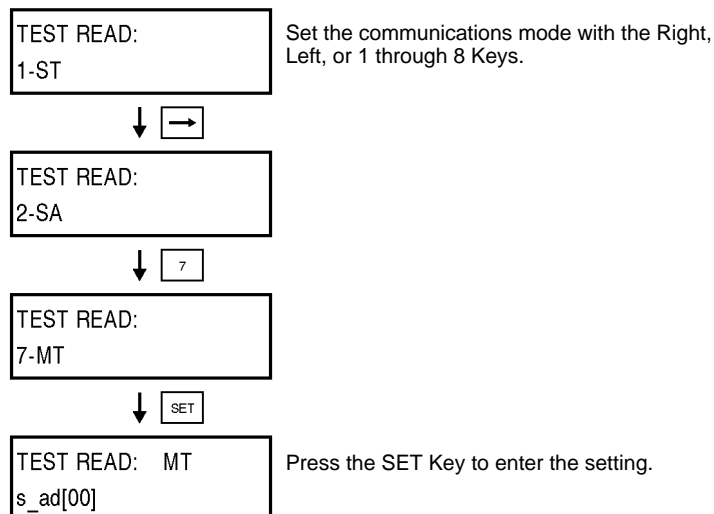 TEST READ:
1-ST
Set the communications mode with the Right,
Left, or 1 through 8 Keys.
TEST READ:
2-SA
7
TEST READ:
7-MT
SET
TEST READ: MT
s_ad[00]
Press the SET Key to enter the setting.